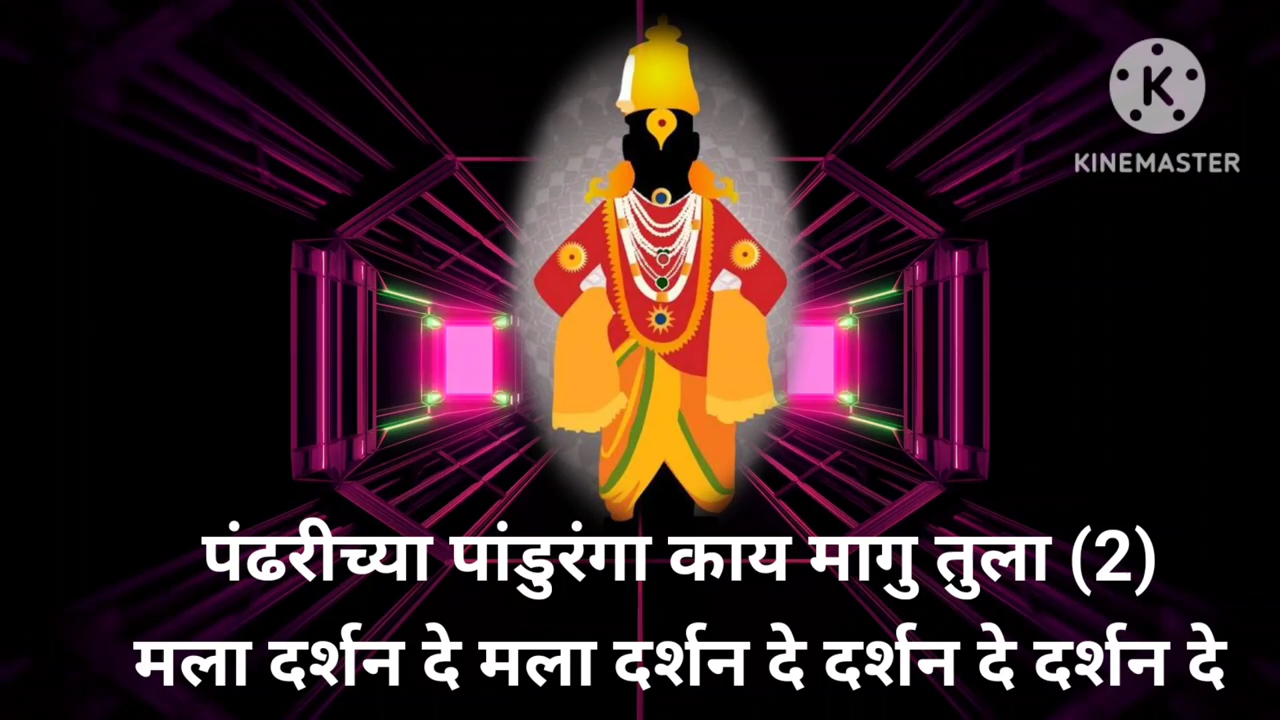 KINEMASTER
पंढरीच्या पांडुरंगा काय मागु तुला (2)
मला दर्शन दे मला दर्शन दे दर्शन दे दर्शन दे